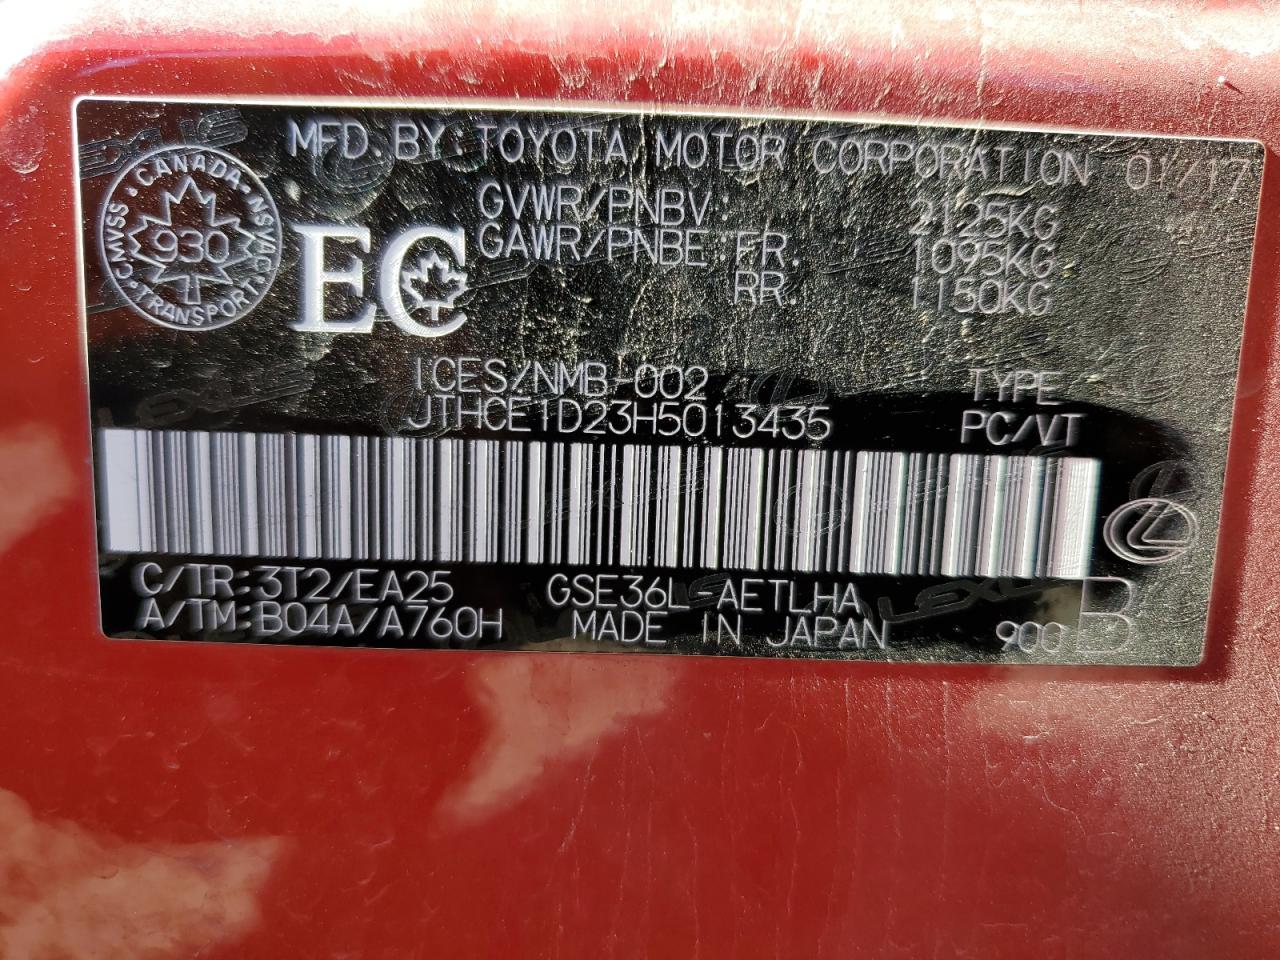 MFD. BY: TOYOTA MOTOR CORPORATION 01/17
CANADA
CMVSS
930
NSVAC
TRANSPORT
EC
GVWR/PNBV: 2125KG
GAWR/PNBE: FR. 1095KG
RR. 1150KG
ICES/NMB-002 TYPE
JTHCE1D23H5013435 PC/VT
C/TR: 3T2/EA25 GSE36L-AETLHA
A/TM: B04A/A760H MADE IN JAPAN 900 B
LEXUS